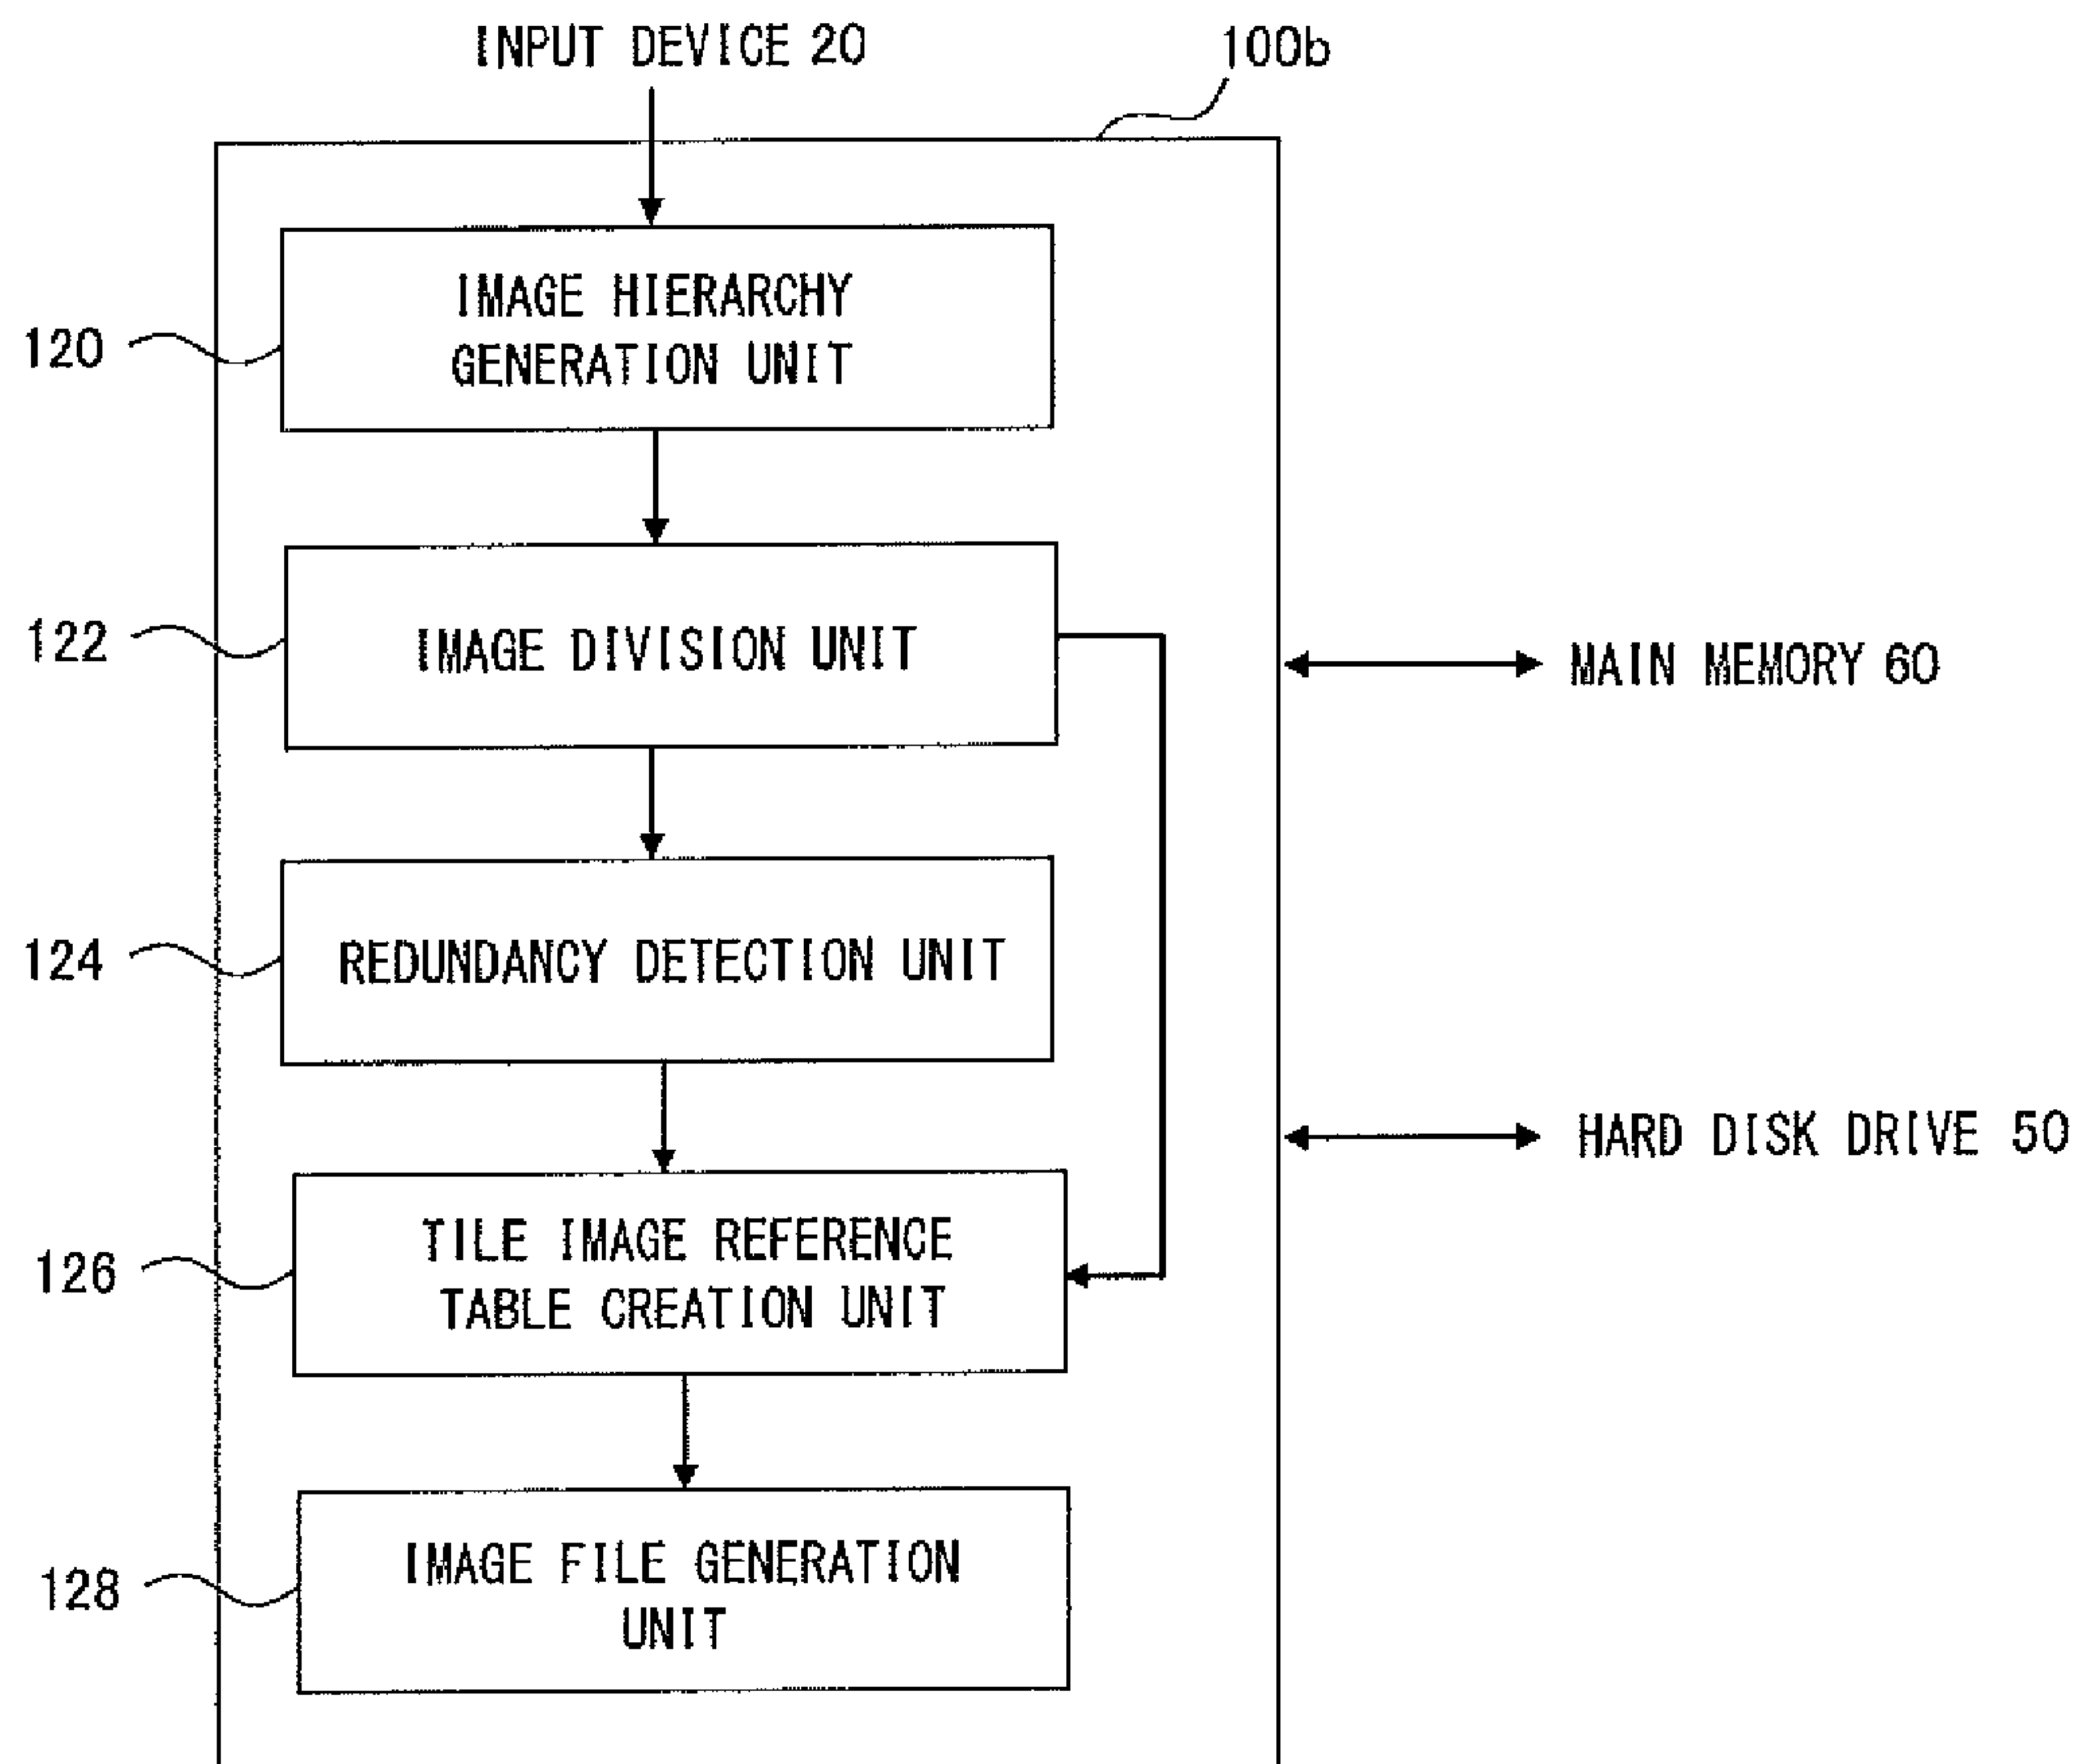 INPUT DEVICE 20
100b
IMAGE HIERARCHY
GENERATION UNIT
120
IMAGE DIVISION UNIT
122
MAIN MEMORY 60
REDUNDANCY DETECTION UNIT
124
HARD DISK DRIVE 50
TILE IMAGE REFERENCE
TABLE CREATION UNIT
126
IMAGE FILE GENERATION
UNIT
128